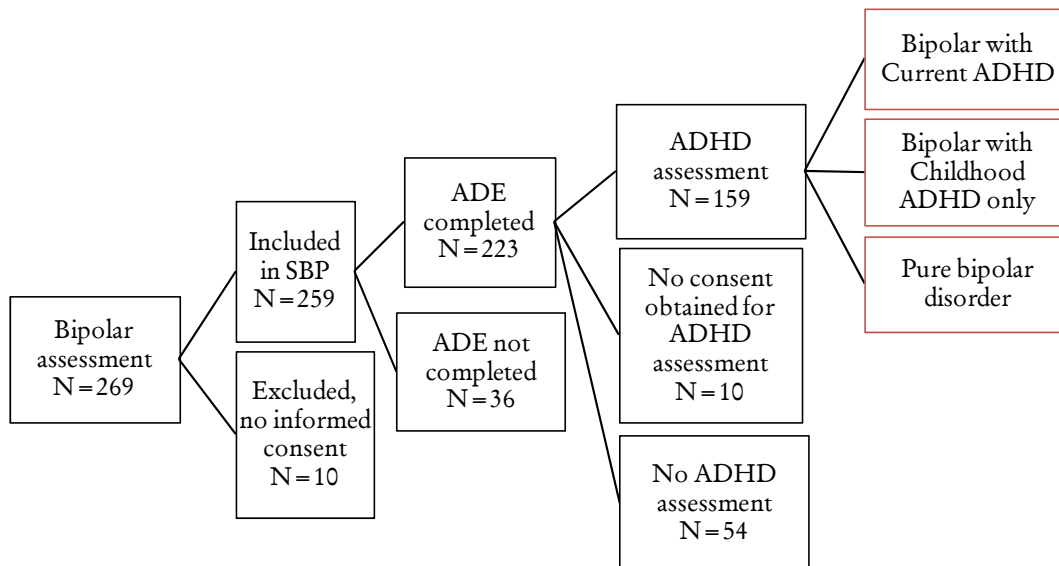 Bipolar
assessment
N=269
Included
in SBP
N=259
Excluded,
no informed
consent
N=10
ADE
completed
N=223
ADE not
completed
N=36
ADHD
assessment
N=159
No consent
obtained for
ADHD
assessment
N=10
No ADHD
assessment
N=54
Bipolar with
Current ADHD
Bipolar with
Childhood
ADHD only
Pure bipolar
disorder